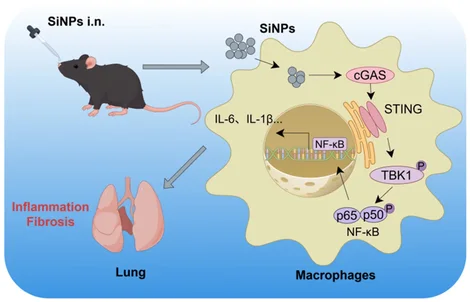 SiNPs i.n.
SiNPs
cGAS
STING
IL-6、IL-1β...
NF-κB
TBK1
P
p65 p50
P
NF-κB
Inflammation
Fibrosis
Lung
Macrophages